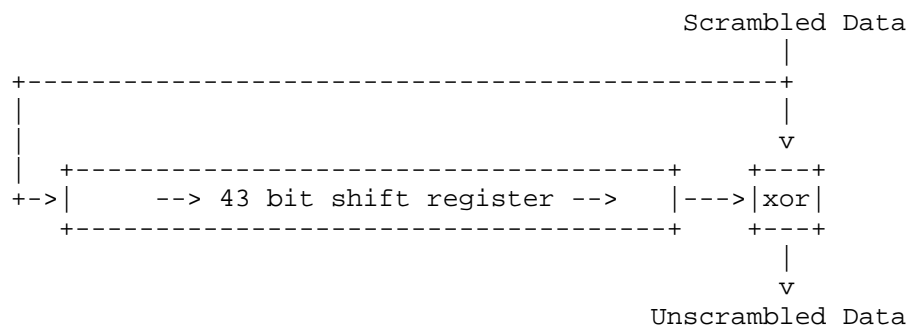 Scrambled Data
--> 43 bit shift register --> xor
Unscrambled Data